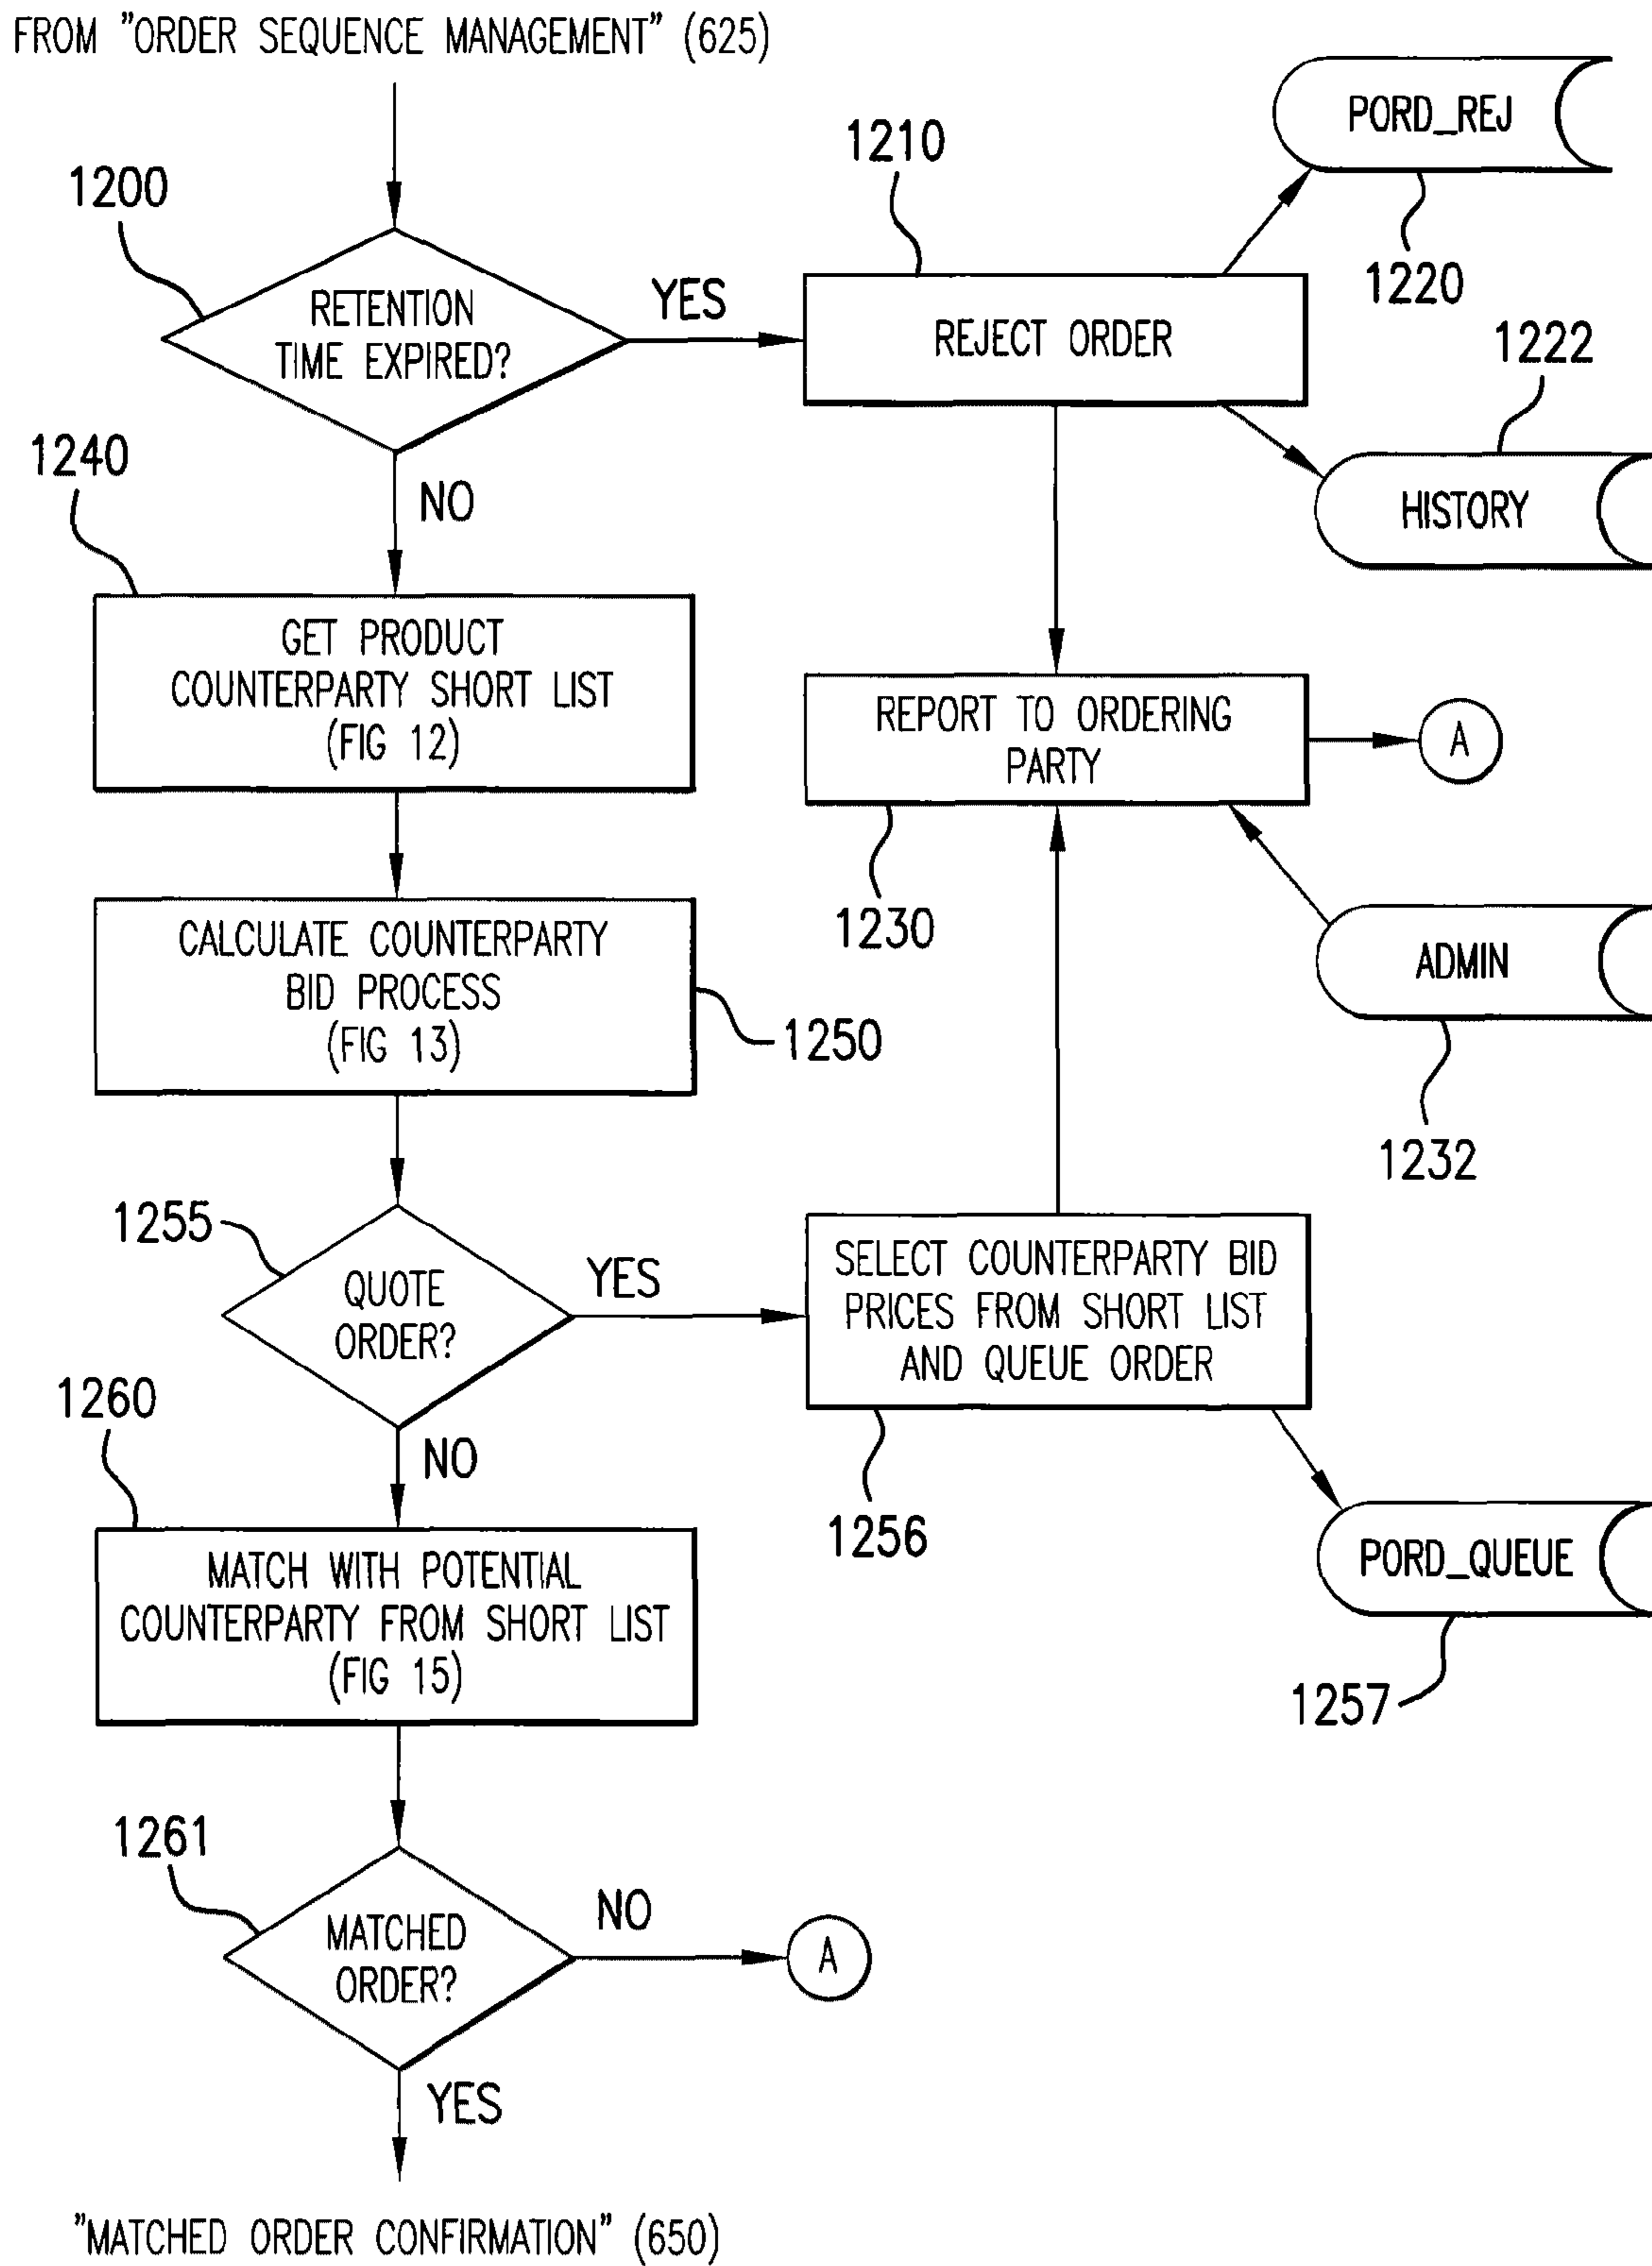 FROM "ORDER SEQUENCE MANAGEMENT" (625)
PORD_REJ
1220
1210
1200
RETENTION
TIME EXPIRED?
YES
REJECT ORDER
1222
HISTORY
NO
1240
GET PRODUCT
COUNTERPARTY SHORT LIST
(FIG 12)
REPORT TO ORDERING
PARTY
A
1230
ADMIN
1232
CALCULATE COUNTERPARTY
BID PROCESS
(FIG 13)
1250
1255
QUOTE
ORDER?
YES
SELECT COUNTERPARTY BID
PRICES FROM SHORT LIST
AND QUEUE ORDER
1256
PORD_QUEUE
1257
NO
1260
MATCH WITH POTENTIAL
COUNTERPARTY FROM SHORT LIST
(FIG 15)
1261
MATCHED
ORDER?
NO
A
YES
"MATCHED ORDER CONFIRMATION" (650)